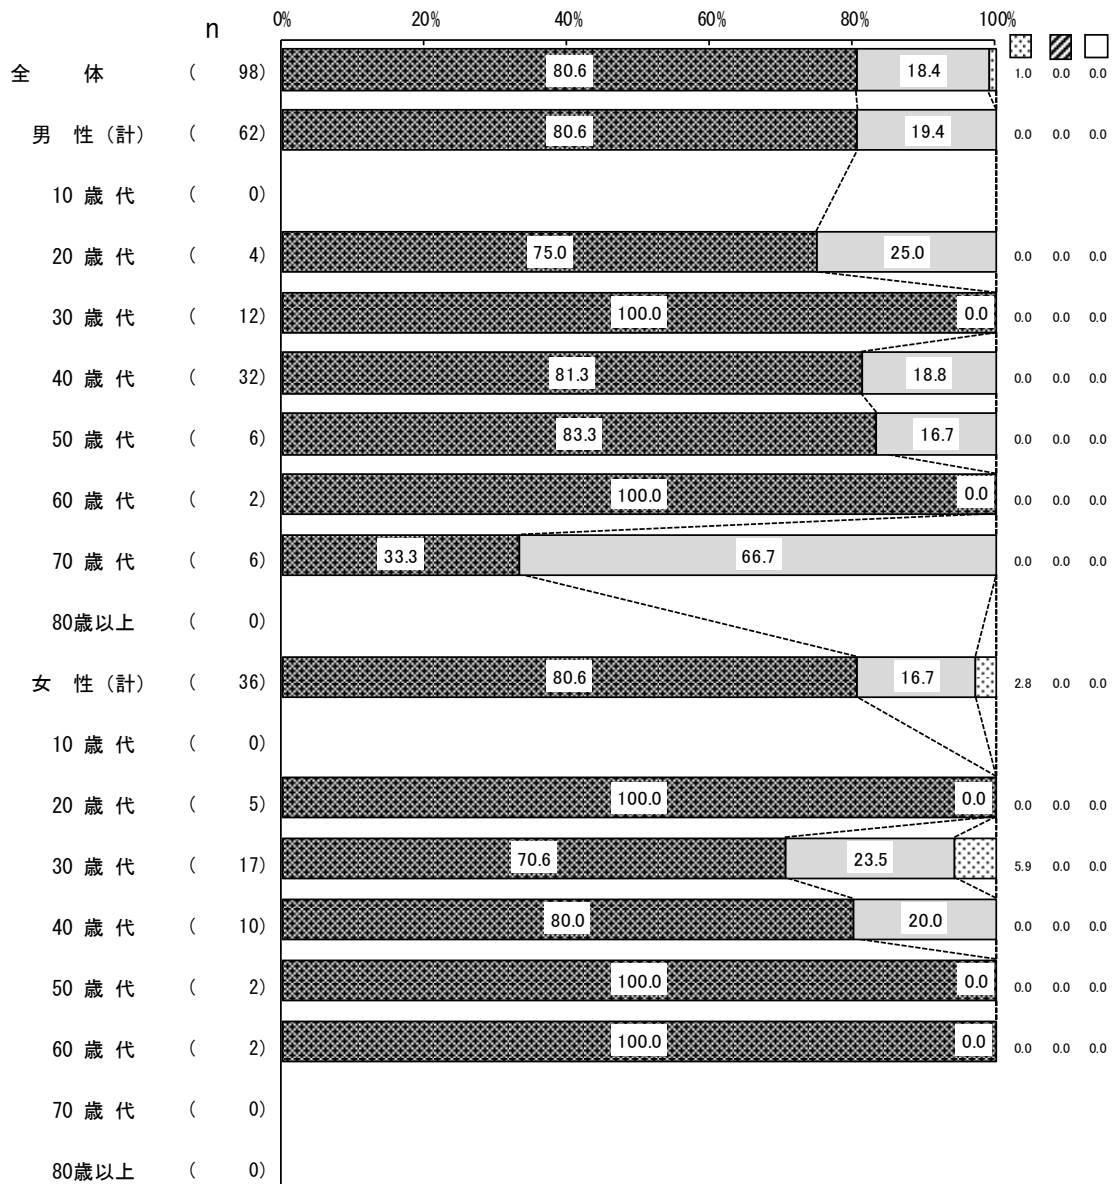 n 0% 20% 40% 60% 80% 100%
全 体 ( 98) 80.6 18.4 1.0 0.0 0.0
男 性（計） ( 62) 80.6 19.4 0.0 0.0 0.0
10 歳 代 ( 0)
20 歳 代 ( 4) 75.0 25.0 0.0 0.0 0.0
30 歳 代 ( 12) 100.0 0.0 0.0 0.0 0.0
40 歳 代 ( 32) 81.3 18.8 0.0 0.0 0.0
50 歳 代 ( 6) 83.3 16.7 0.0 0.0 0.0
60 歳 代 ( 2) 100.0 0.0 0.0 0.0 0.0
70 歳 代 ( 6) 33.3 66.7 0.0 0.0 0.0
80歳以上 ( 0)
女 性（計） ( 36) 80.6 16.7 2.8 0.0 0.0
10 歳 代 ( 0)
20 歳 代 ( 5) 100.0 0.0 0.0 0.0 0.0
30 歳 代 ( 17) 70.6 23.5 5.9 0.0 0.0
40 歳 代 ( 10) 80.0 20.0 0.0 0.0 0.0
50 歳 代 ( 2) 100.0 0.0 0.0 0.0 0.0
60 歳 代 ( 2) 100.0 0.0 0.0 0.0 0.0
70 歳 代 ( 0)
80歳以上 ( 0)